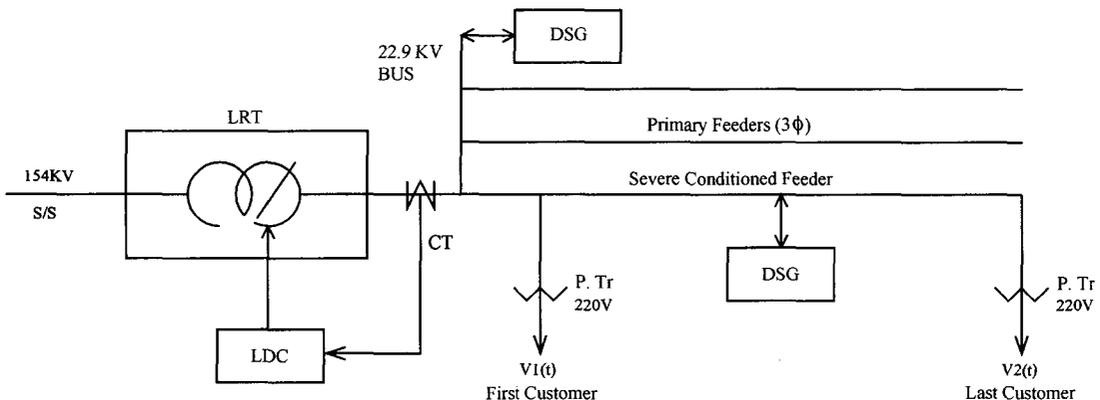 DSG
22.9 KV
BUS
LRT
Primary Feeders (3ϕ)
154KV
S/S
Severe Conditioned Feeder
CT
DSG
P. Tr
220V
P. Tr
220V
LDC
V1(t)
First Customer
V2(t)
Last Customer